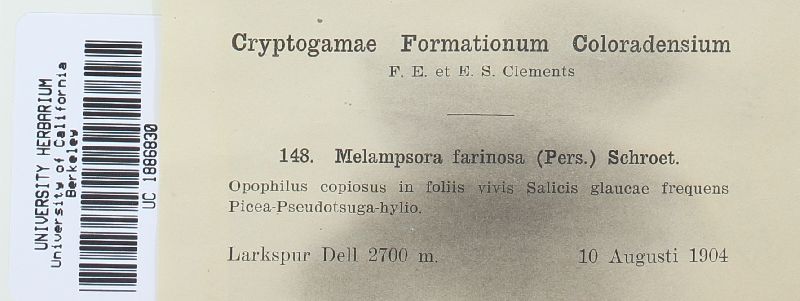 UNIVERSITY HERBARIUM
University of California
Berkeley
UC 1886830
Cryptogamae Formationum Coloradensium
F. E. et E. S. Clements
148. Melampsora farinosa (Pers.) Schroet.
Opophilus copiosus in foliis vivis Salicis glaucae frequens
Picea-Pseudotsuga-hylio.
Larkspur Dell 2700 m. 10 Augusti 1904